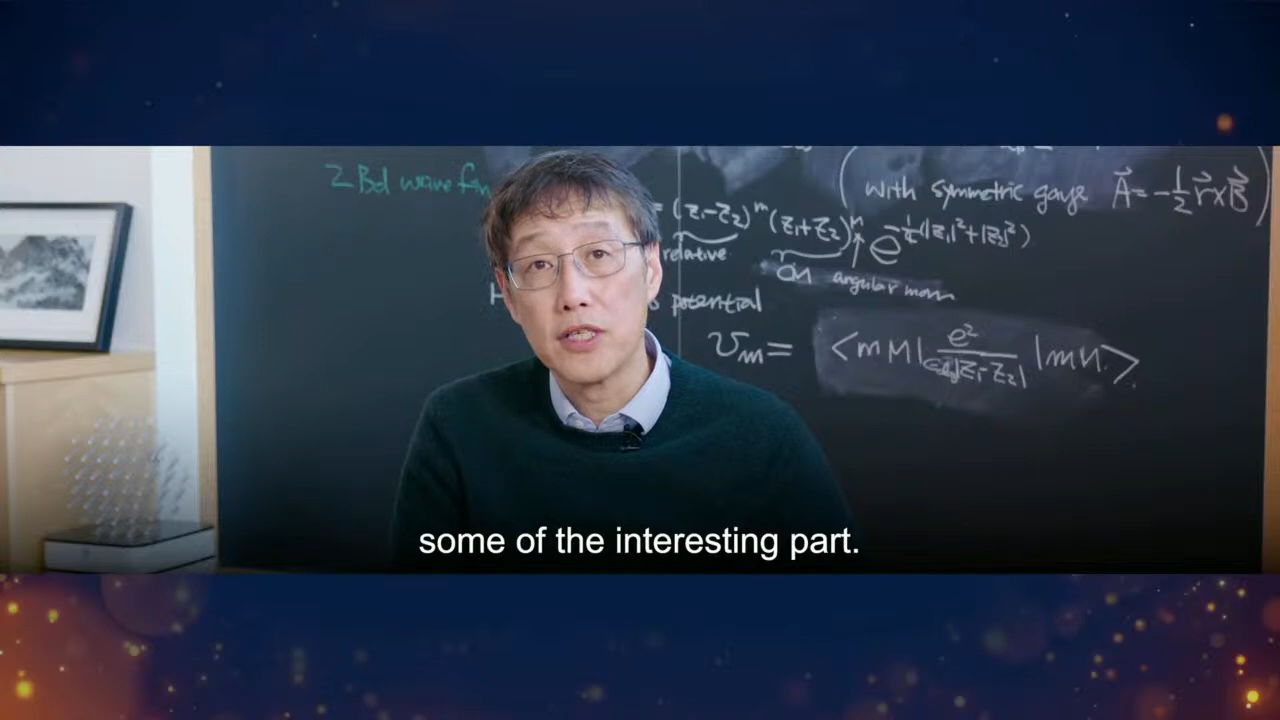 2 Bd wave fn
(with symmetric gauge A⃗ = -½ r⃗ × B⃗)
= (z₁-z₂)ᵐ (z₁+z₂)ᴹ e^{-¼(|z₁|²+|z₂|²)}
relative
CM angular mom
H
potential
vₘ = <mM| e² / |z₁-z₂| |mM>
some of the interesting part.